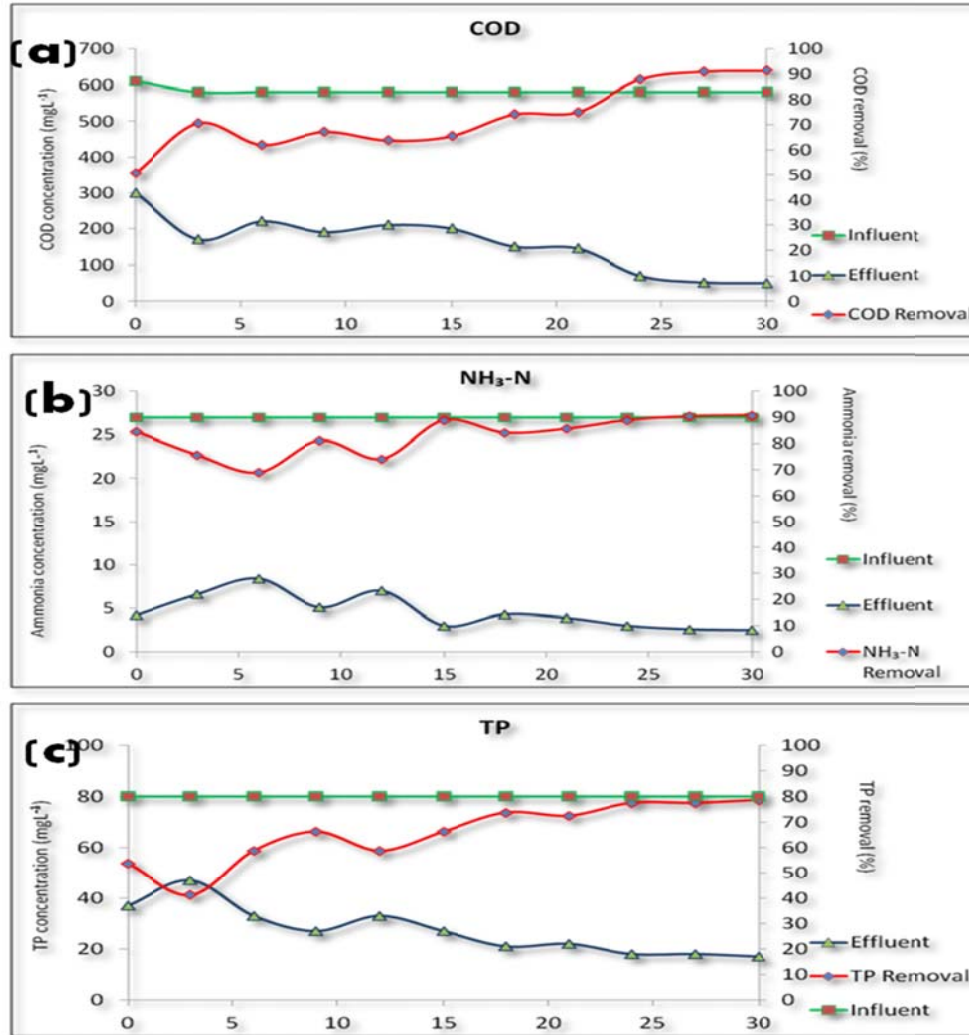 (a)
COD
COD concentration (mgL⁻¹)
700
600
500
400
300
200
100
0
0 5 10 15 20 25 30
100
90
80
70
60
50
40
30
20
10
0
COD removal (%)
Influent
Effluent
COD Removal
(b)
NH₃-N
Ammonia concentration (mgL-¹)
30
25
20
15
10
5
0
0 5 10 15 20 25 30
100
90
80
70
60
50
40
30
20
10
0
Ammonia removal (%)
Influent
Effluent
NH₃-N
Removal
(c)
TP
TP concentration (mgL⁻¹)
100
80
60
40
20
0
0 5 10 15 20 25 30
100
90
80
70
60
50
40
30
20
10
0
TP removal (%)
Effluent
TP Removal
Influent